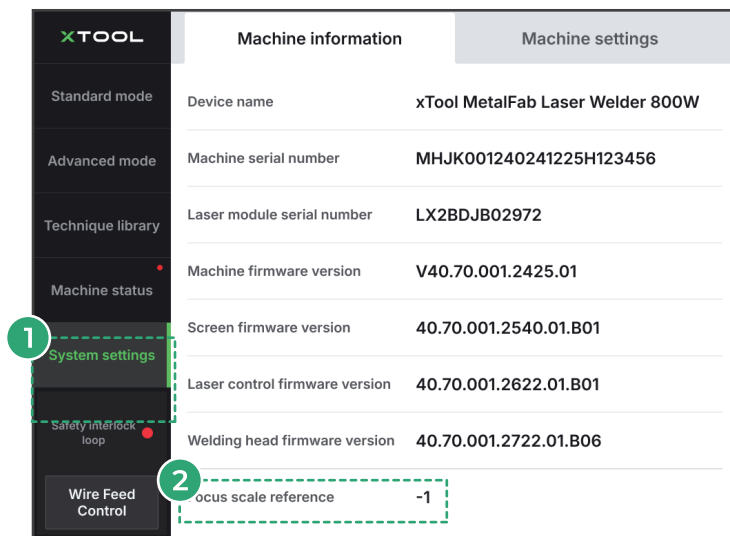 XTOOL
Machine information
Machine settings
Standard mode
Advanced mode
Technique library
Machine status
System settings
Safety interlock
loop
Wire Feed
Control
Device name xTool MetalFab Laser Welder 800W
Machine serial number MHJK001240241225H123456
Laser module serial number LX2BDJB02972
Machine firmware version V40.70.001.2425.01
Screen firmware version 40.70.001.2540.01.B01
Laser control firmware version 40.70.001.2622.01.B01
Welding head firmware version 40.70.001.2722.01.B06
Focus scale reference -1
1
2